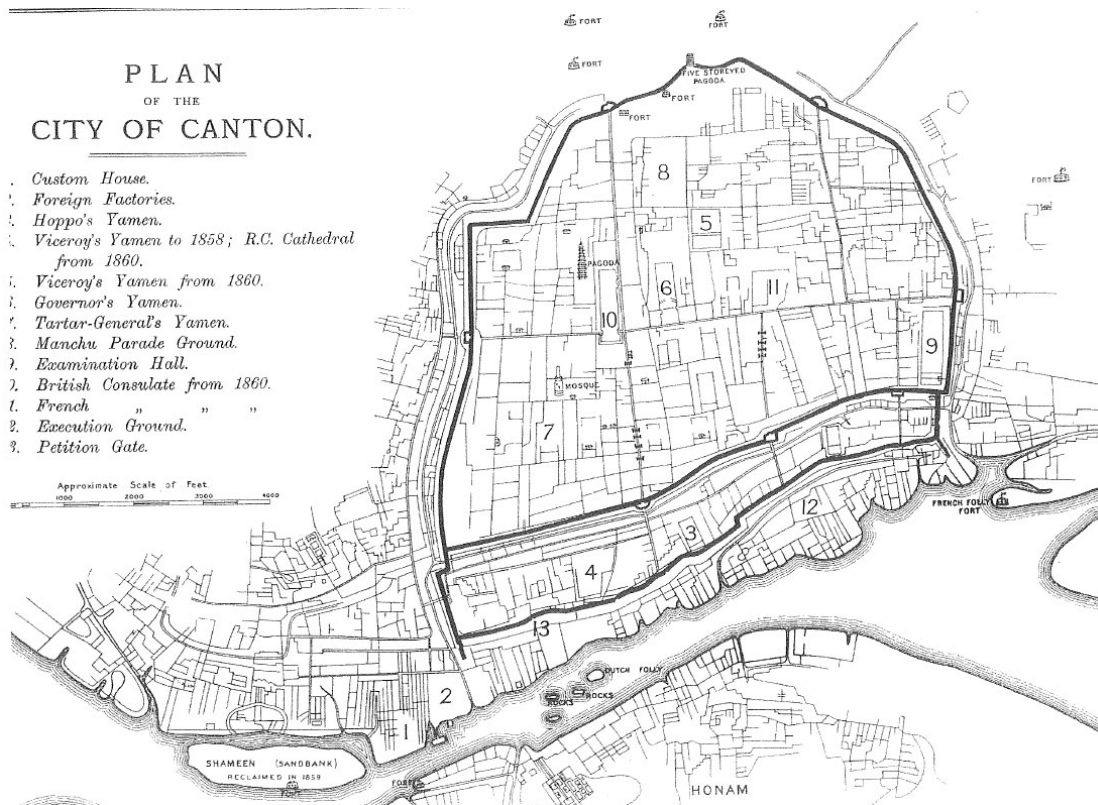 PLAN
OF THE
CITY OF CANTON.
. Custom House.
. Foreign Factories.
. Hoppo's Yamen.
. Viceroy's Yamen to 1858; R.C. Cathedral
from 1860.
. Viceroy's Yamen from 1860.
. Governor's Yamen.
. Tartar-General's Yamen.
. Manchu Parade Ground.
. Examination Hall.
. British Consulate from 1860.
. French " " "
. Execution Ground.
. Petition Gate.
Approximate Scale of Feet
1000 2000 3000 4000
FORT
FORT
FORT
FIVE STOREYED
PAGODA
FORT
FORT
FORT
8
5
PAGODA
6
11
10
9
MOSQUE
7
12
FRENCH FOLLY
FORT
3
4
13
DUTCH FOLLY
ROCKS
ROCKS
2
1
SHAMEEN (SANDBANK)
RECLAIMED IN 1859
FORT
FORT
HONAM